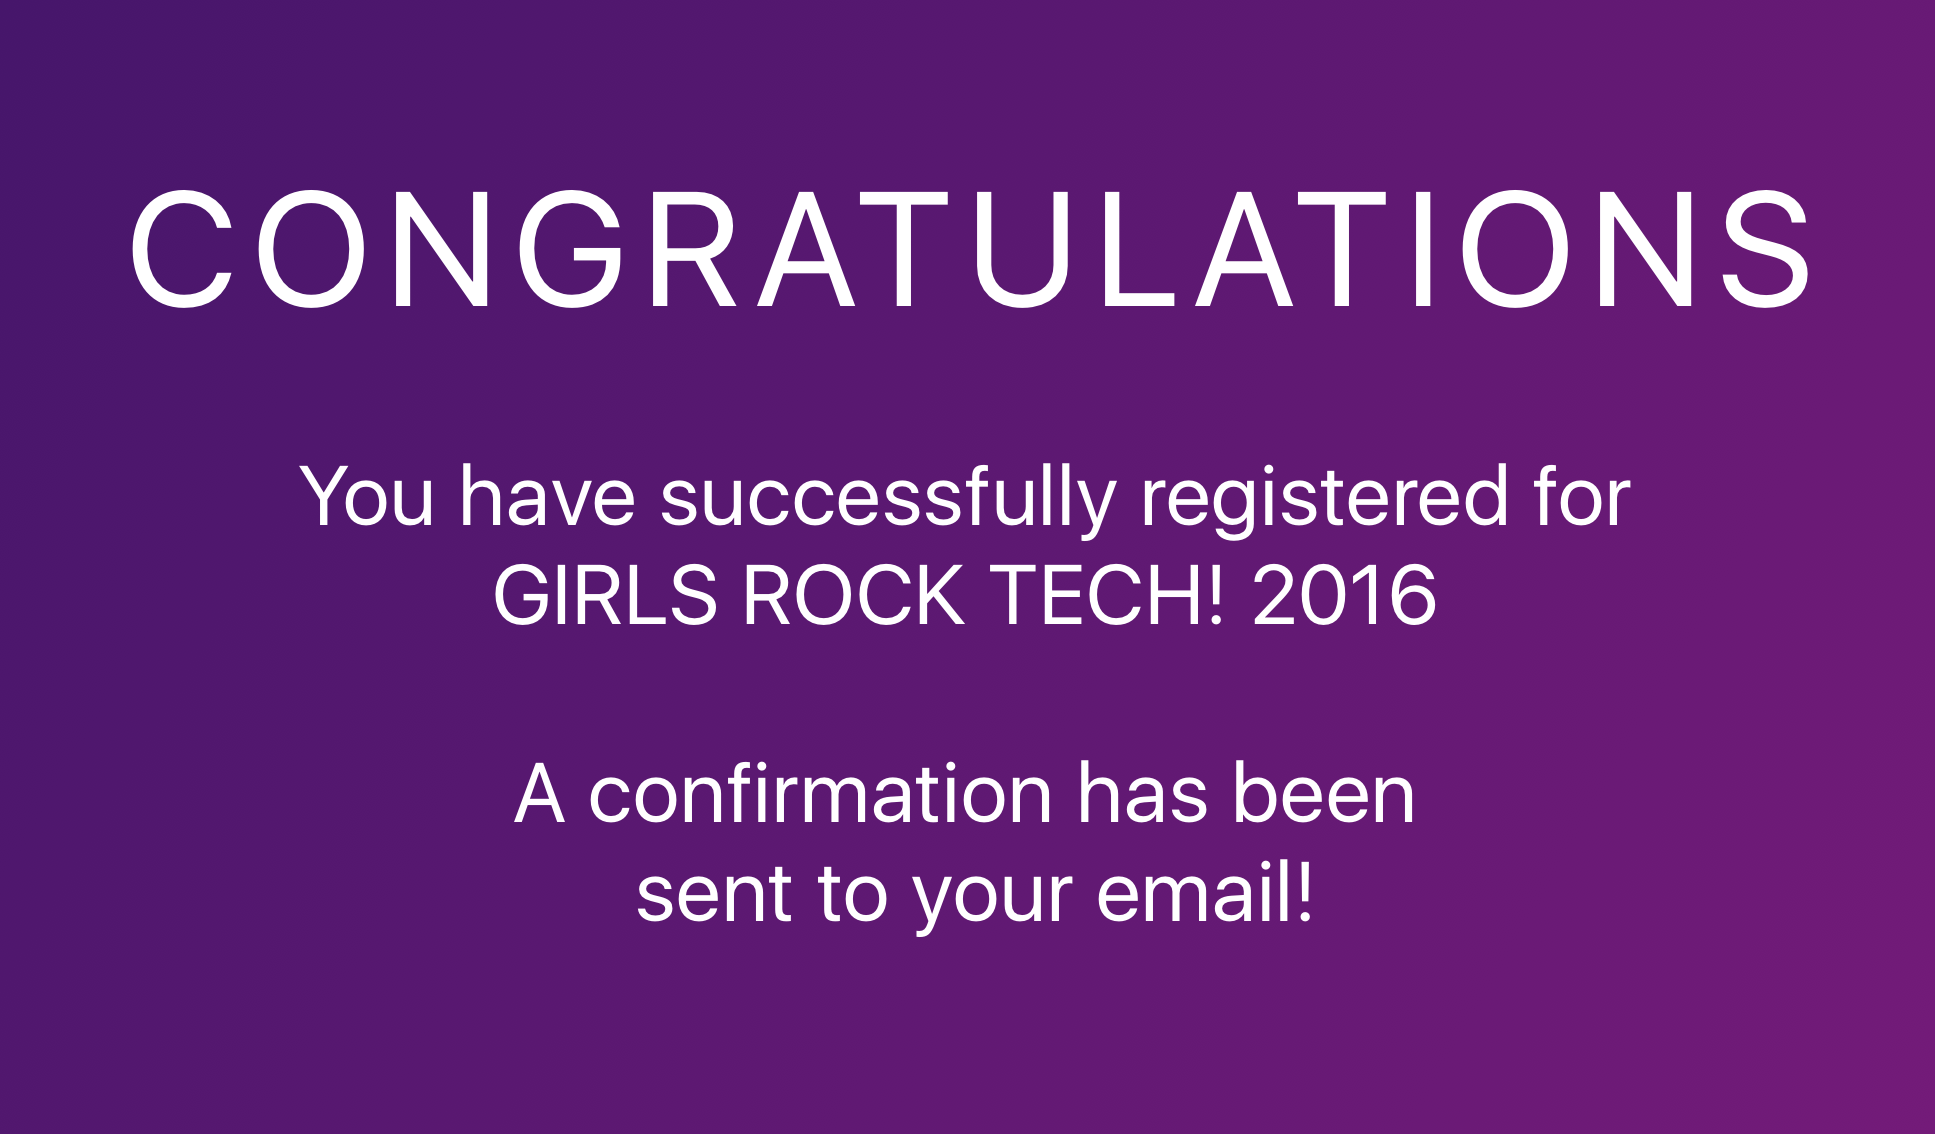 CONGRATULATIONS
You have successfully registered for
GIRLS ROCK TECH! 2016
A confirmation has been
sent to your email!